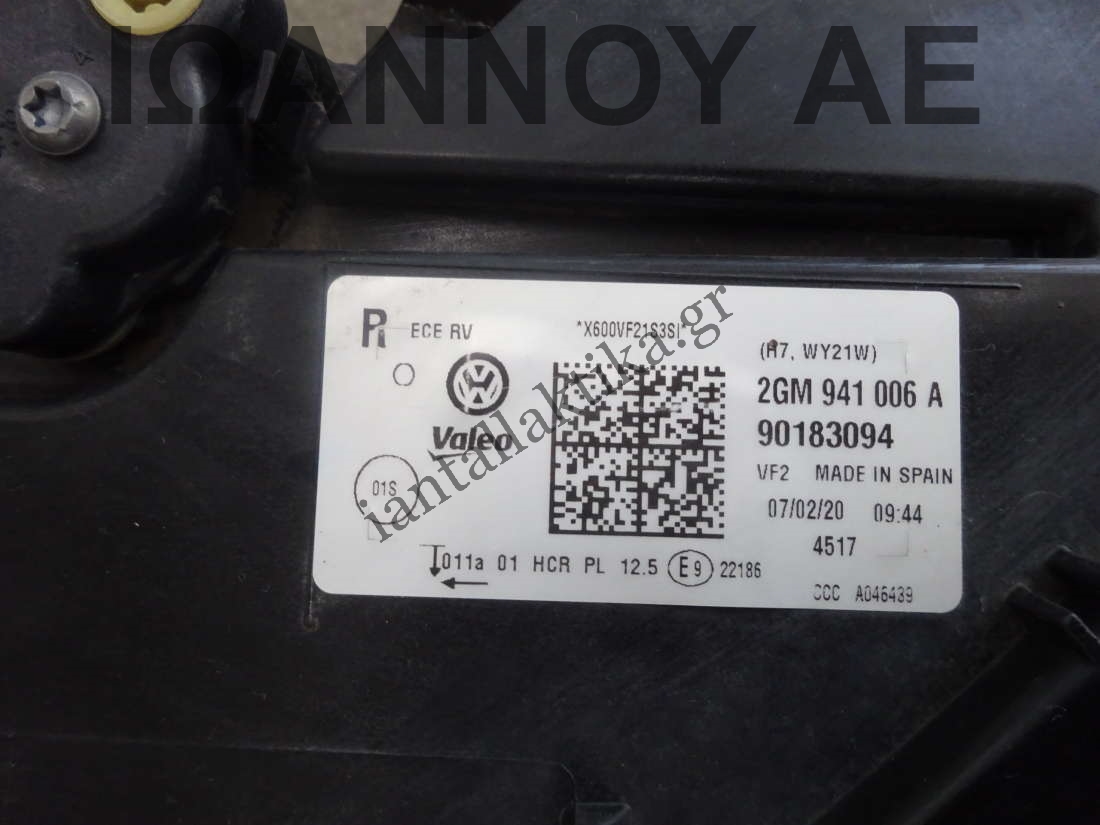 ΙΩΑΝΝΟΥ ΑΕ
R ECE RV
*X600VF21S3SI*
(H7, WY21W)
2GM 941 006 A
90183094
Valeo
iantallaktika.gr
VF2 MADE IN SPAIN
01S
07/02/20 09:44
4517
011a 01 HCR PL 12.5 E9 22186
CCC A046439